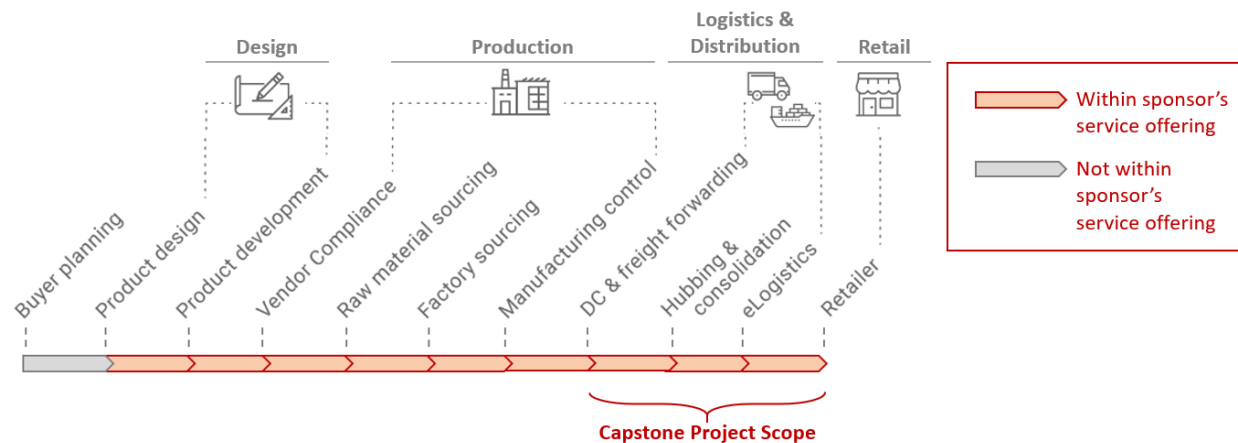 Design
Production
Logistics &
Distribution
Retail
Within sponsor's
service offering
Not within
sponsor's
service offering
Buyer planning
Product design
Product development
Vendor Compliance
Raw material sourcing
Factory sourcing
Manufacturing control
DC & freight forwarding
Hubbing &
consolidation
eLogistics
Retailer
Capstone Project Scope